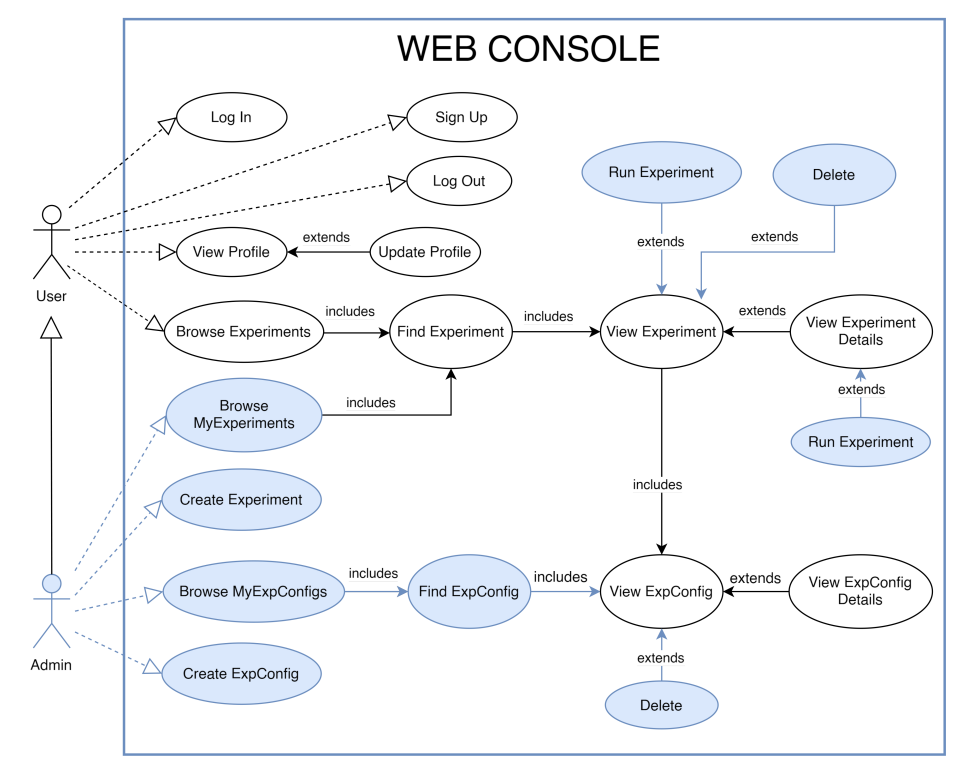 WEB CONSOLE
Log In
Sign Up
Run Experiment
Delete
Log Out
extends
extends
extends
View Profile
Update Profile
User
includes
includes
extends
Browse Experiments
Find Experiment
View Experiment
View Experiment
Details
extends
Browse
MyExperiments
includes
Run Experiment
includes
Create Experiment
includes
includes
extends
Browse MyExpConfigs
Find ExpConfig
View ExpConfig
View ExpConfig
Details
Admin
extends
Create ExpConfig
Delete